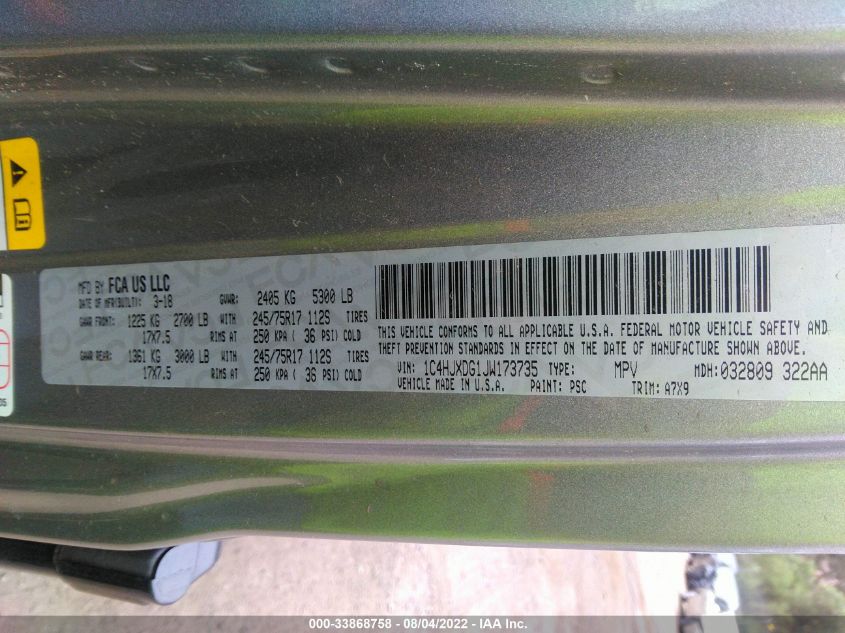 MFD BY FCA US LLC
DATE OF MFR(BUILT): 3-18 GVWR: 2405 KG 5300 LB
GAWR FRONT: 1225 KG 2700 LB WITH 245/75R17 112S TIRES
17X7.5 RIMS AT 250 KPA ( 36 PSI) COLD
GAWR REAR: 1361 KG 3000 LB WITH 245/75R17 112S TIRES
17X7.5 RIMS AT 250 KPA ( 36 PSI) COLD
THIS VEHICLE CONFORMS TO ALL APPLICABLE U.S.A. FEDERAL MOTOR VEHICLE SAFETY AND
THEFT PREVENTION STANDARDS IN EFFECT ON THE DATE OF MANUFACTURE SHOWN ABOVE.
VIN: 1C4HJXDG1JW173735 TYPE: MPV MDH: 032809 322AA
VEHICLE MADE IN U.S.A. PAINT: PSC TRIM: A7X9
000-33868758 - 08/04/2022 - IAA Inc.